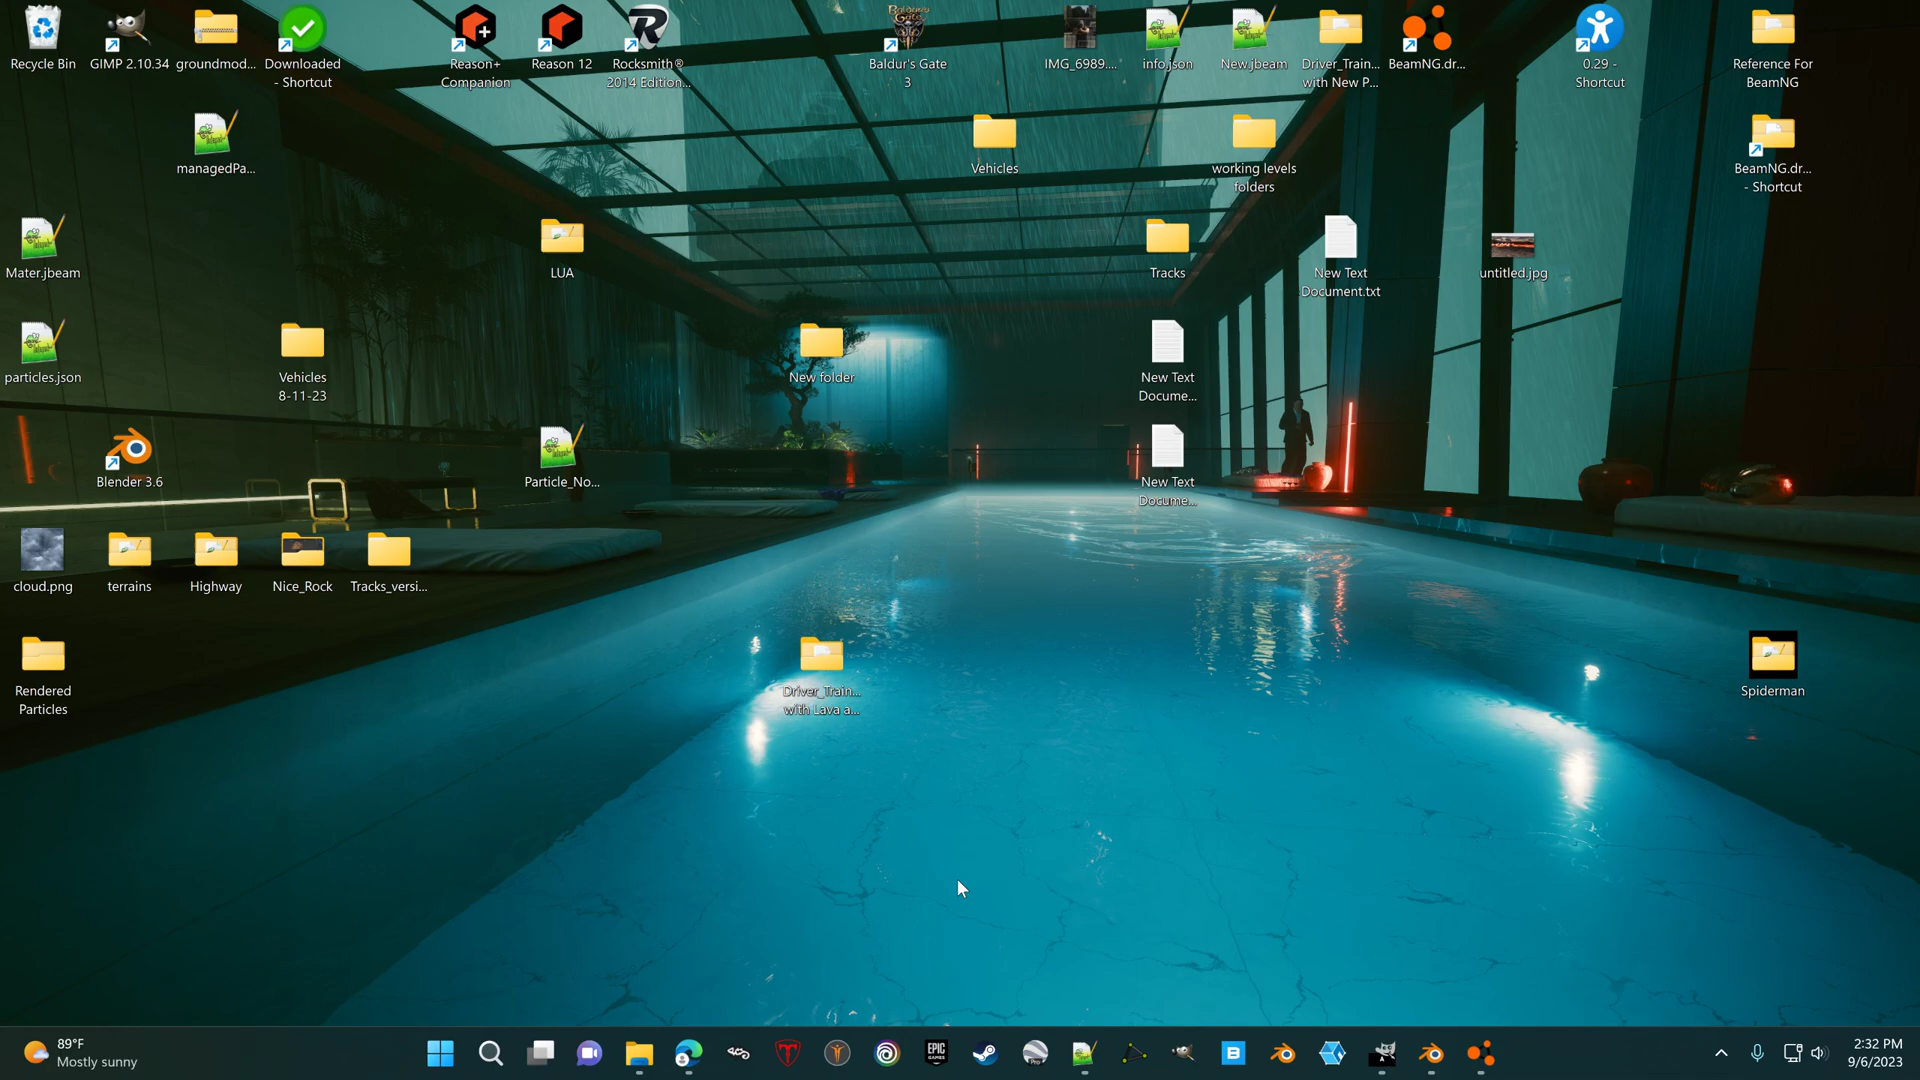 Recycle Bin
GIMP 2.10.34
groundmod...
Downloaded
- Shortcut
Reason+
Companion
Reason 12
Rocksmith®
2014 Edition...
Baldur's Gate
3
IMG_6989....
info.json
New.jbeam
Driver_Train...
with New P...
BeamNG.dr...
0.29 -
Shortcut
Reference For
BeamNG
managedPa...
Vehicles
working levels
folders
BeamNG.dr...
- Shortcut
Mater.jbeam
LUA
Tracks
New Text
Document.txt
untitled.jpg
particles.json
Vehicles
8-11-23
New folder
New Text
Docume...
Blender 3.6
Particle_No...
New Text
Docume...
cloud.png
terrains
Highway
Nice_Rock
Tracks_versi...
Rendered
Particles
Driver_Train...
with Lava a...
Spiderman
89°F
Mostly sunny
EPIC
GAMES
Pro
B
A
2:32 PM
9/6/2023